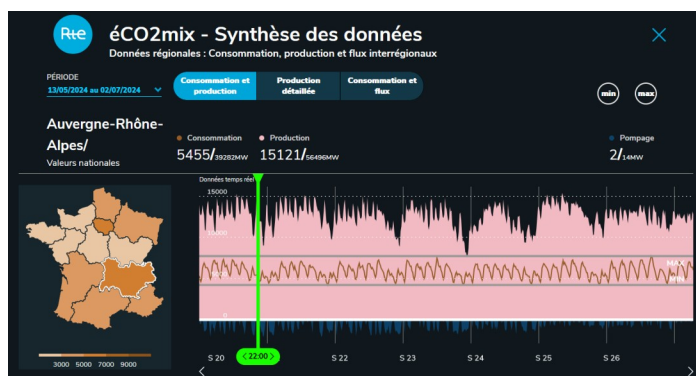 Rte
éCO2mix - Synthèse des données
Données régionales : Consommation, production et flux interrégionaux
PÉRIODE
13/05/2024 au 02/07/2024
Consommation et production
Production détaillée
Consommation et flux
min
max
Auvergne-Rhône-
Alpes/
Valeurs nationales
Consommation
5455/39282MW
Production
15121/56496MW
Pompage
2/14MW
Données temps réel
15000
10000
MAX
MIN
0
S 20
22:00
S 22
S 23
S 24
S 25
S 26
3000 5000 7000 9000